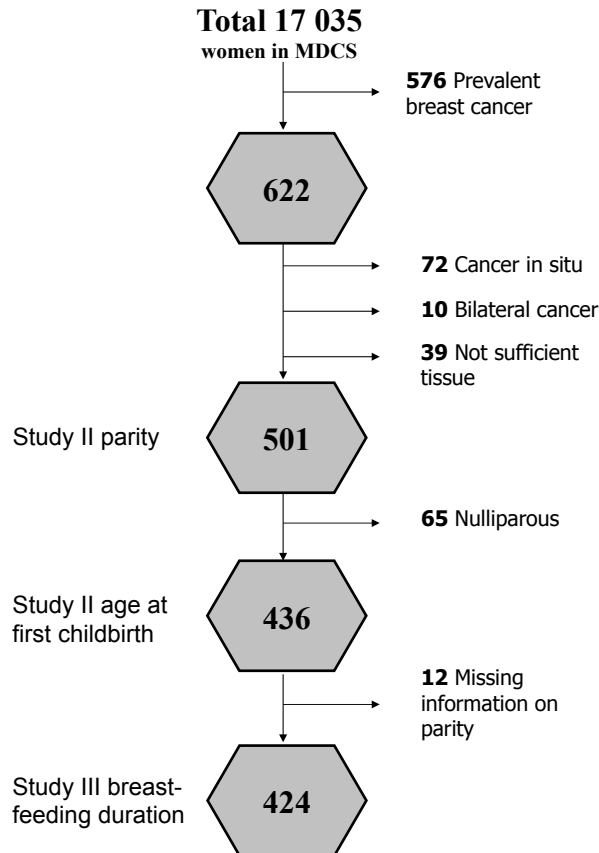 Total 17 035
women in MDCS
576 Prevalent
breast cancer
622
72 Cancer in situ
10 Bilateral cancer
39 Not sufficient
tissue
Study II parity
501
65 Nulliparous
Study II age at
first childbirth
436
12 Missing
information on
parity
Study III breast-
feeding duration
424